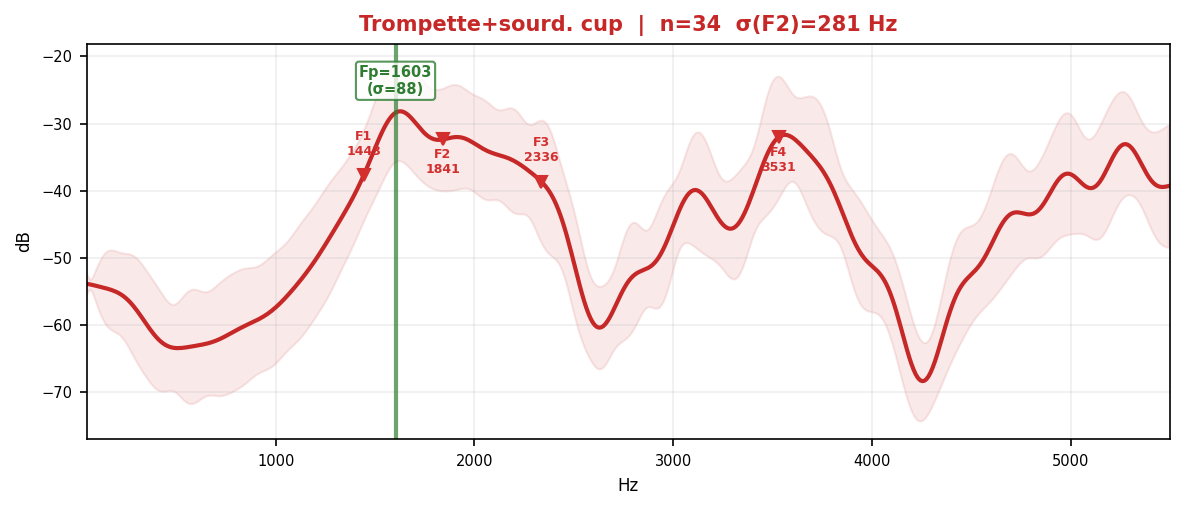 Trompette+sourd. cup | n=34 σ(F2)=281 Hz
−20
−30
−40
−50
−60
−70
dB
Fp=1603
(σ=88)
F1
1443
F2
1841
F3
2336
F4
3531
1000
2000
3000
4000
5000
Hz